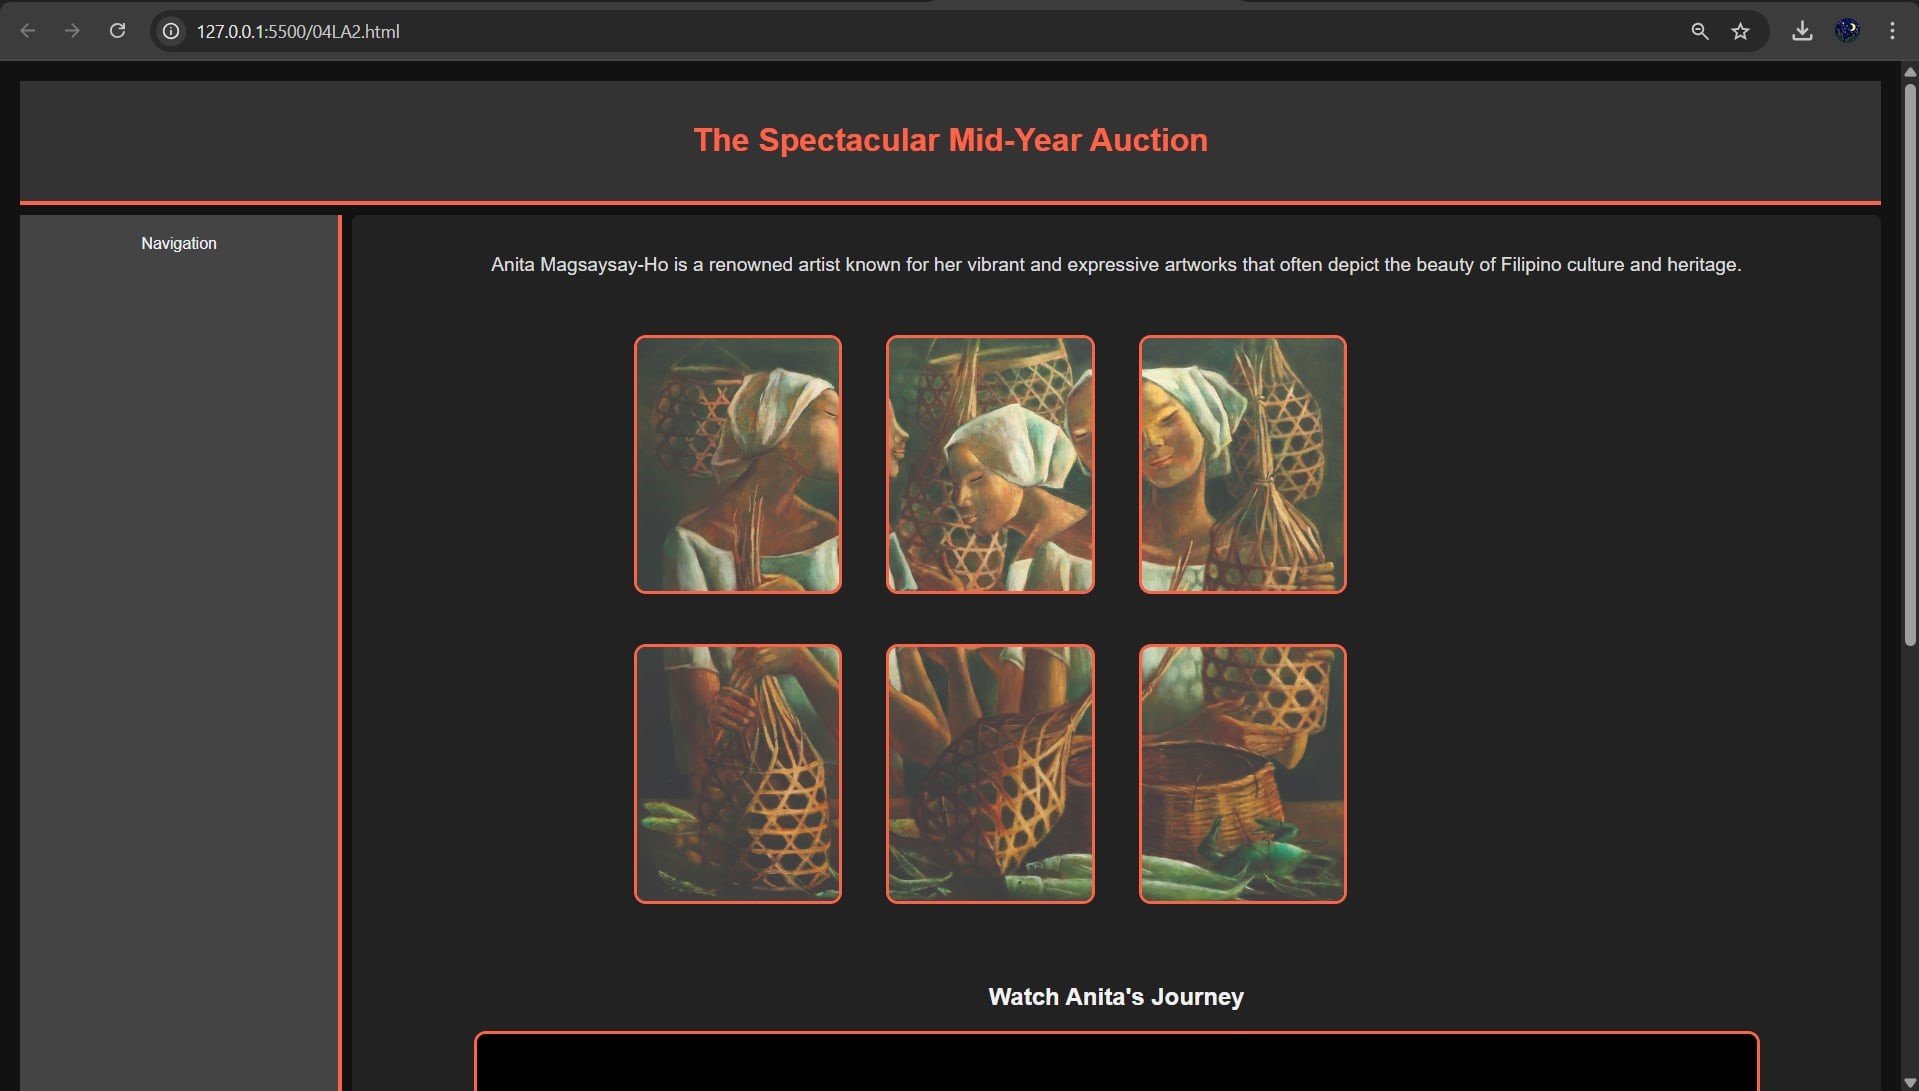 127.0.0.1:5500/04LA2.html
The Spectacular Mid-Year Auction
Navigation
Anita Magsaysay-Ho is a renowned artist known for her vibrant and expressive artworks that often depict the beauty of Filipino culture and heritage.
Watch Anita's Journey